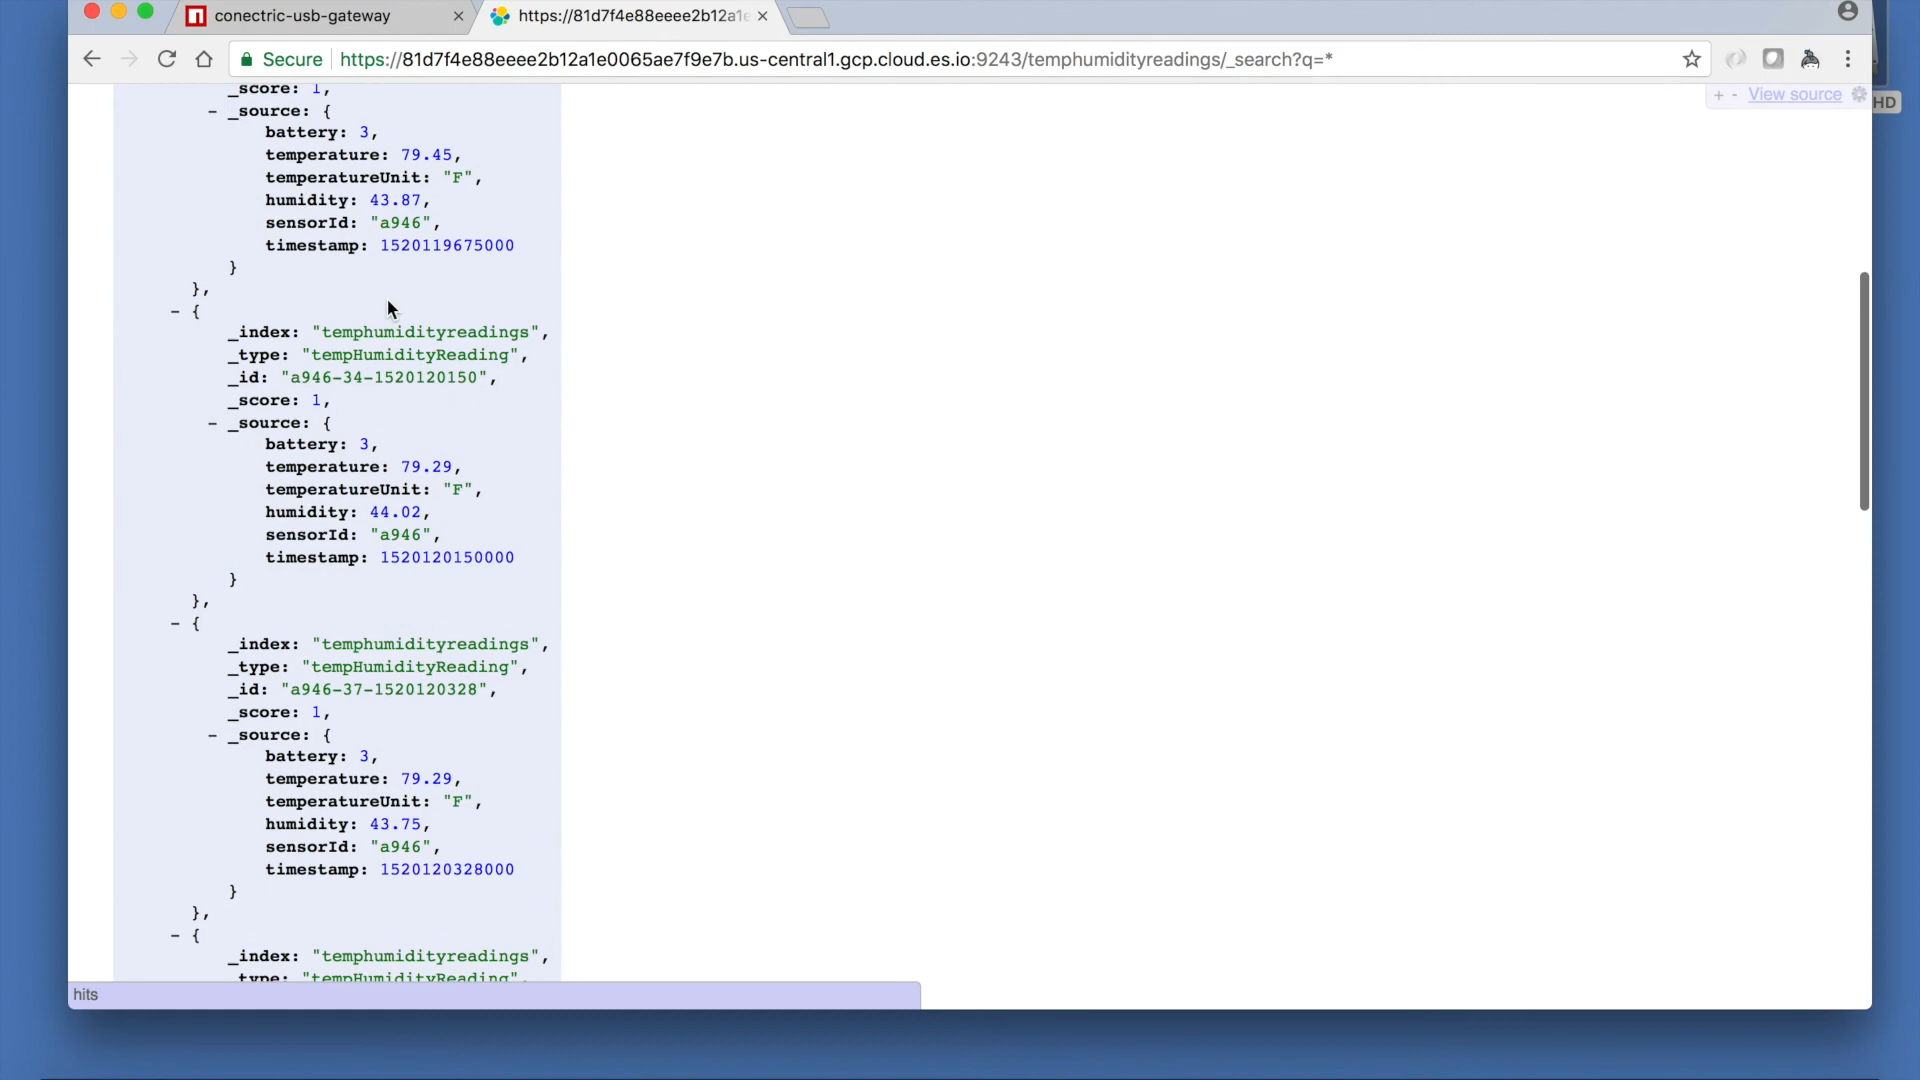 conectric-usb-gateway
https://81d7f4e88eeee2b12a1e
Secure
https://81d7f4e88eeee2b12a1e0065ae7f9e7b.us-central1.gcp.cloud.es.io:9243/temphumidityreadings/_search?q=*
+ - View source
HD
_score: 1,
- _source: {
battery: 3,
temperature: 79.45,
temperatureUnit: "F",
humidity: 43.87,
sensorId: "a946",
timestamp: 1520119675000
}
},
- {
_index: "temphumidityreadings",
_type: "tempHumidityReading",
_id: "a946-34-1520120150",
_score: 1,
- _source: {
battery: 3,
temperature: 79.29,
temperatureUnit: "F",
humidity: 44.02,
sensorId: "a946",
timestamp: 1520120150000
}
},
- {
_index: "temphumidityreadings",
_type: "tempHumidityReading",
_id: "a946-37-1520120328",
_score: 1,
- _source: {
battery: 3,
temperature: 79.29,
temperatureUnit: "F",
humidity: 43.75,
sensorId: "a946",
timestamp: 1520120328000
}
},
- {
_index: "temphumidityreadings",
_type: "tempHumidityReading",
hits